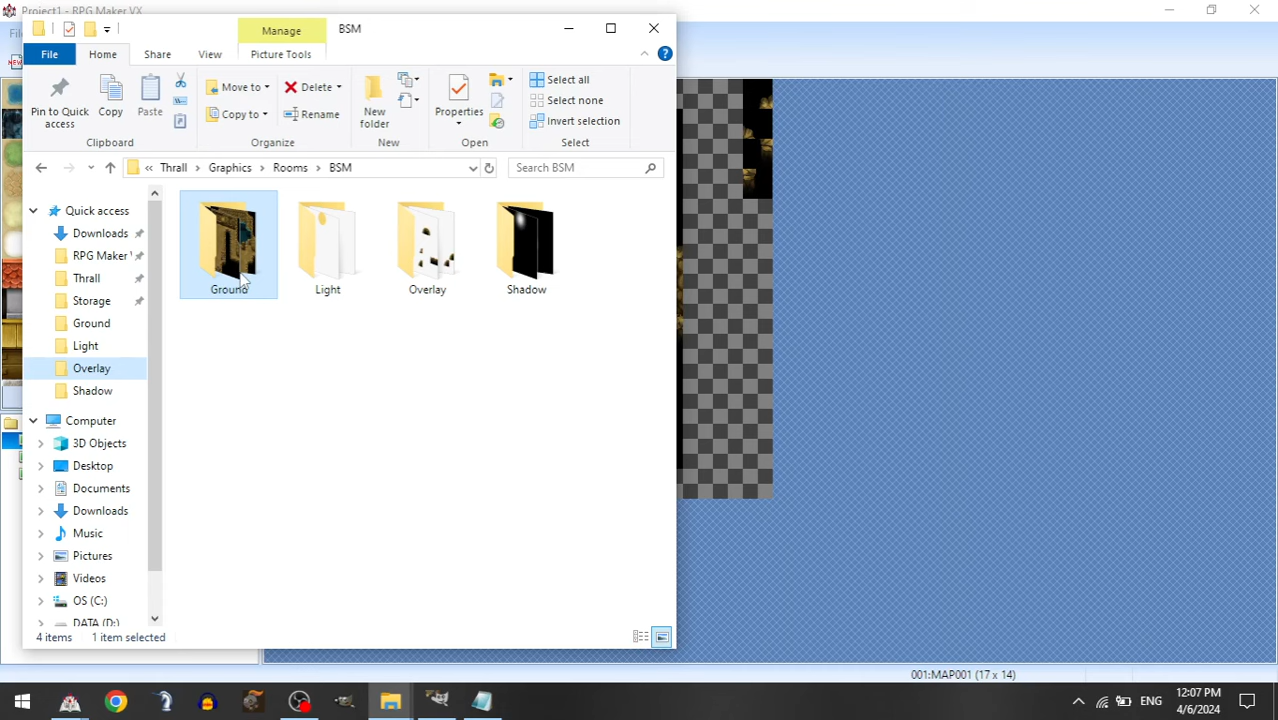 Project1 - RPG Maker VX
BSM
Manage
File
Home
Share
View
Picture Tools
Pin to Quick access
Copy
Paste
Move to
Copy to
Delete
Rename
New folder
Properties
Select all
Select none
Invert selection
Clipboard
Organize
New
Open
Select
« Thrall > Graphics > Rooms > BSM
Search BSM
Quick access
Downloads
RPG Maker
Thrall
Storage
Ground
Light
Overlay
Shadow
Computer
3D Objects
Desktop
Documents
Downloads
Music
Pictures
Videos
OS (C:)
DATA (D:)
Ground
Light
Overlay
Shadow
4 items
1 item selected
001:MAP001 (17 x 14)
ENG
12:07 PM
4/6/2024